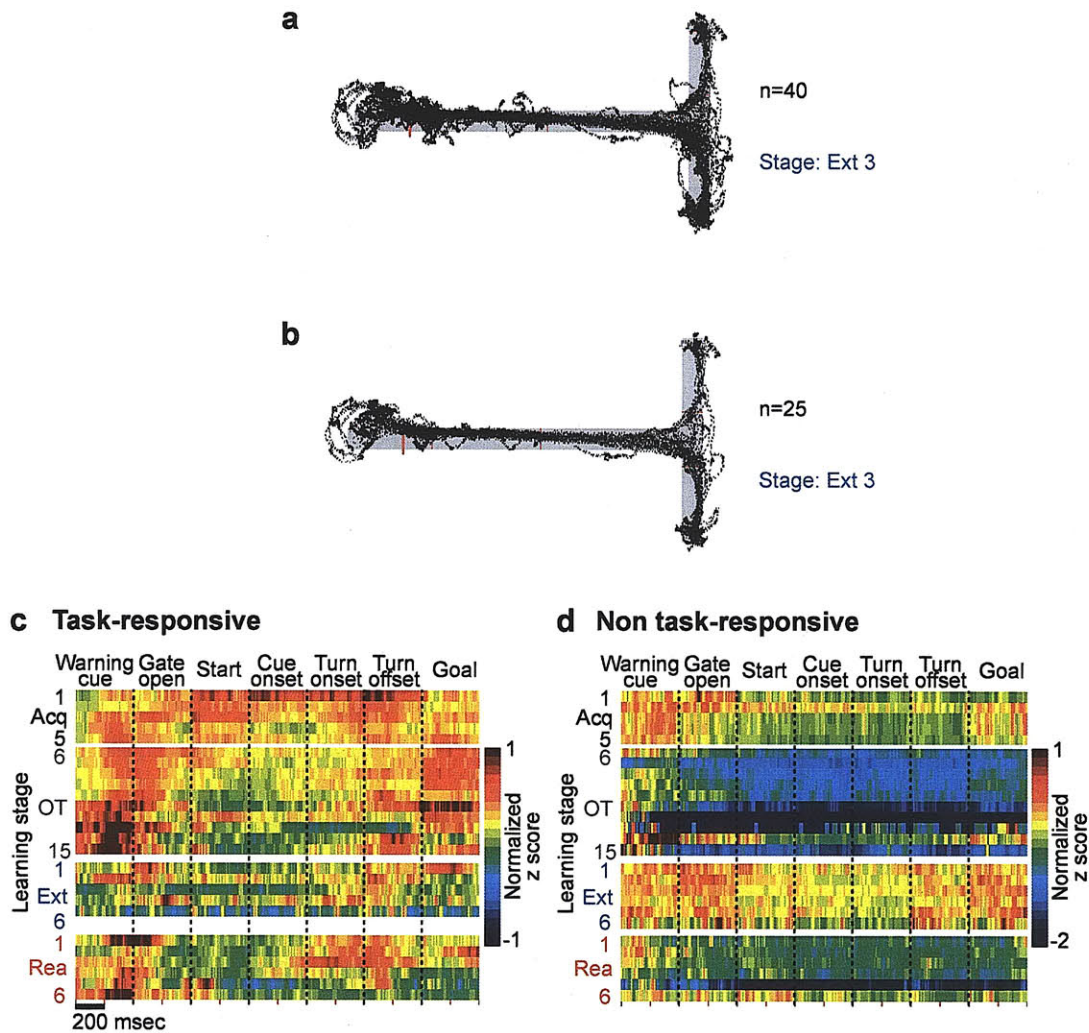 a
n=40
Stage: Ext 3
b
n=25
Stage: Ext 3
c Task-responsive
Warning cue Gate open Start Cue onset Turn onset Turn offset Goal
Learning stage
1
Acq
5
6
OT
15
1
Ext
6
1
Rea
6
200 msec
1
Normalized
z score
-1
d Non task-responsive
Warning cue Gate open Start Cue onset Turn onset Turn offset Goal
Learning stage
1
Acq
5
6
OT
15
1
Ext
6
1
Rea
6
1
Normalized
z score
-2